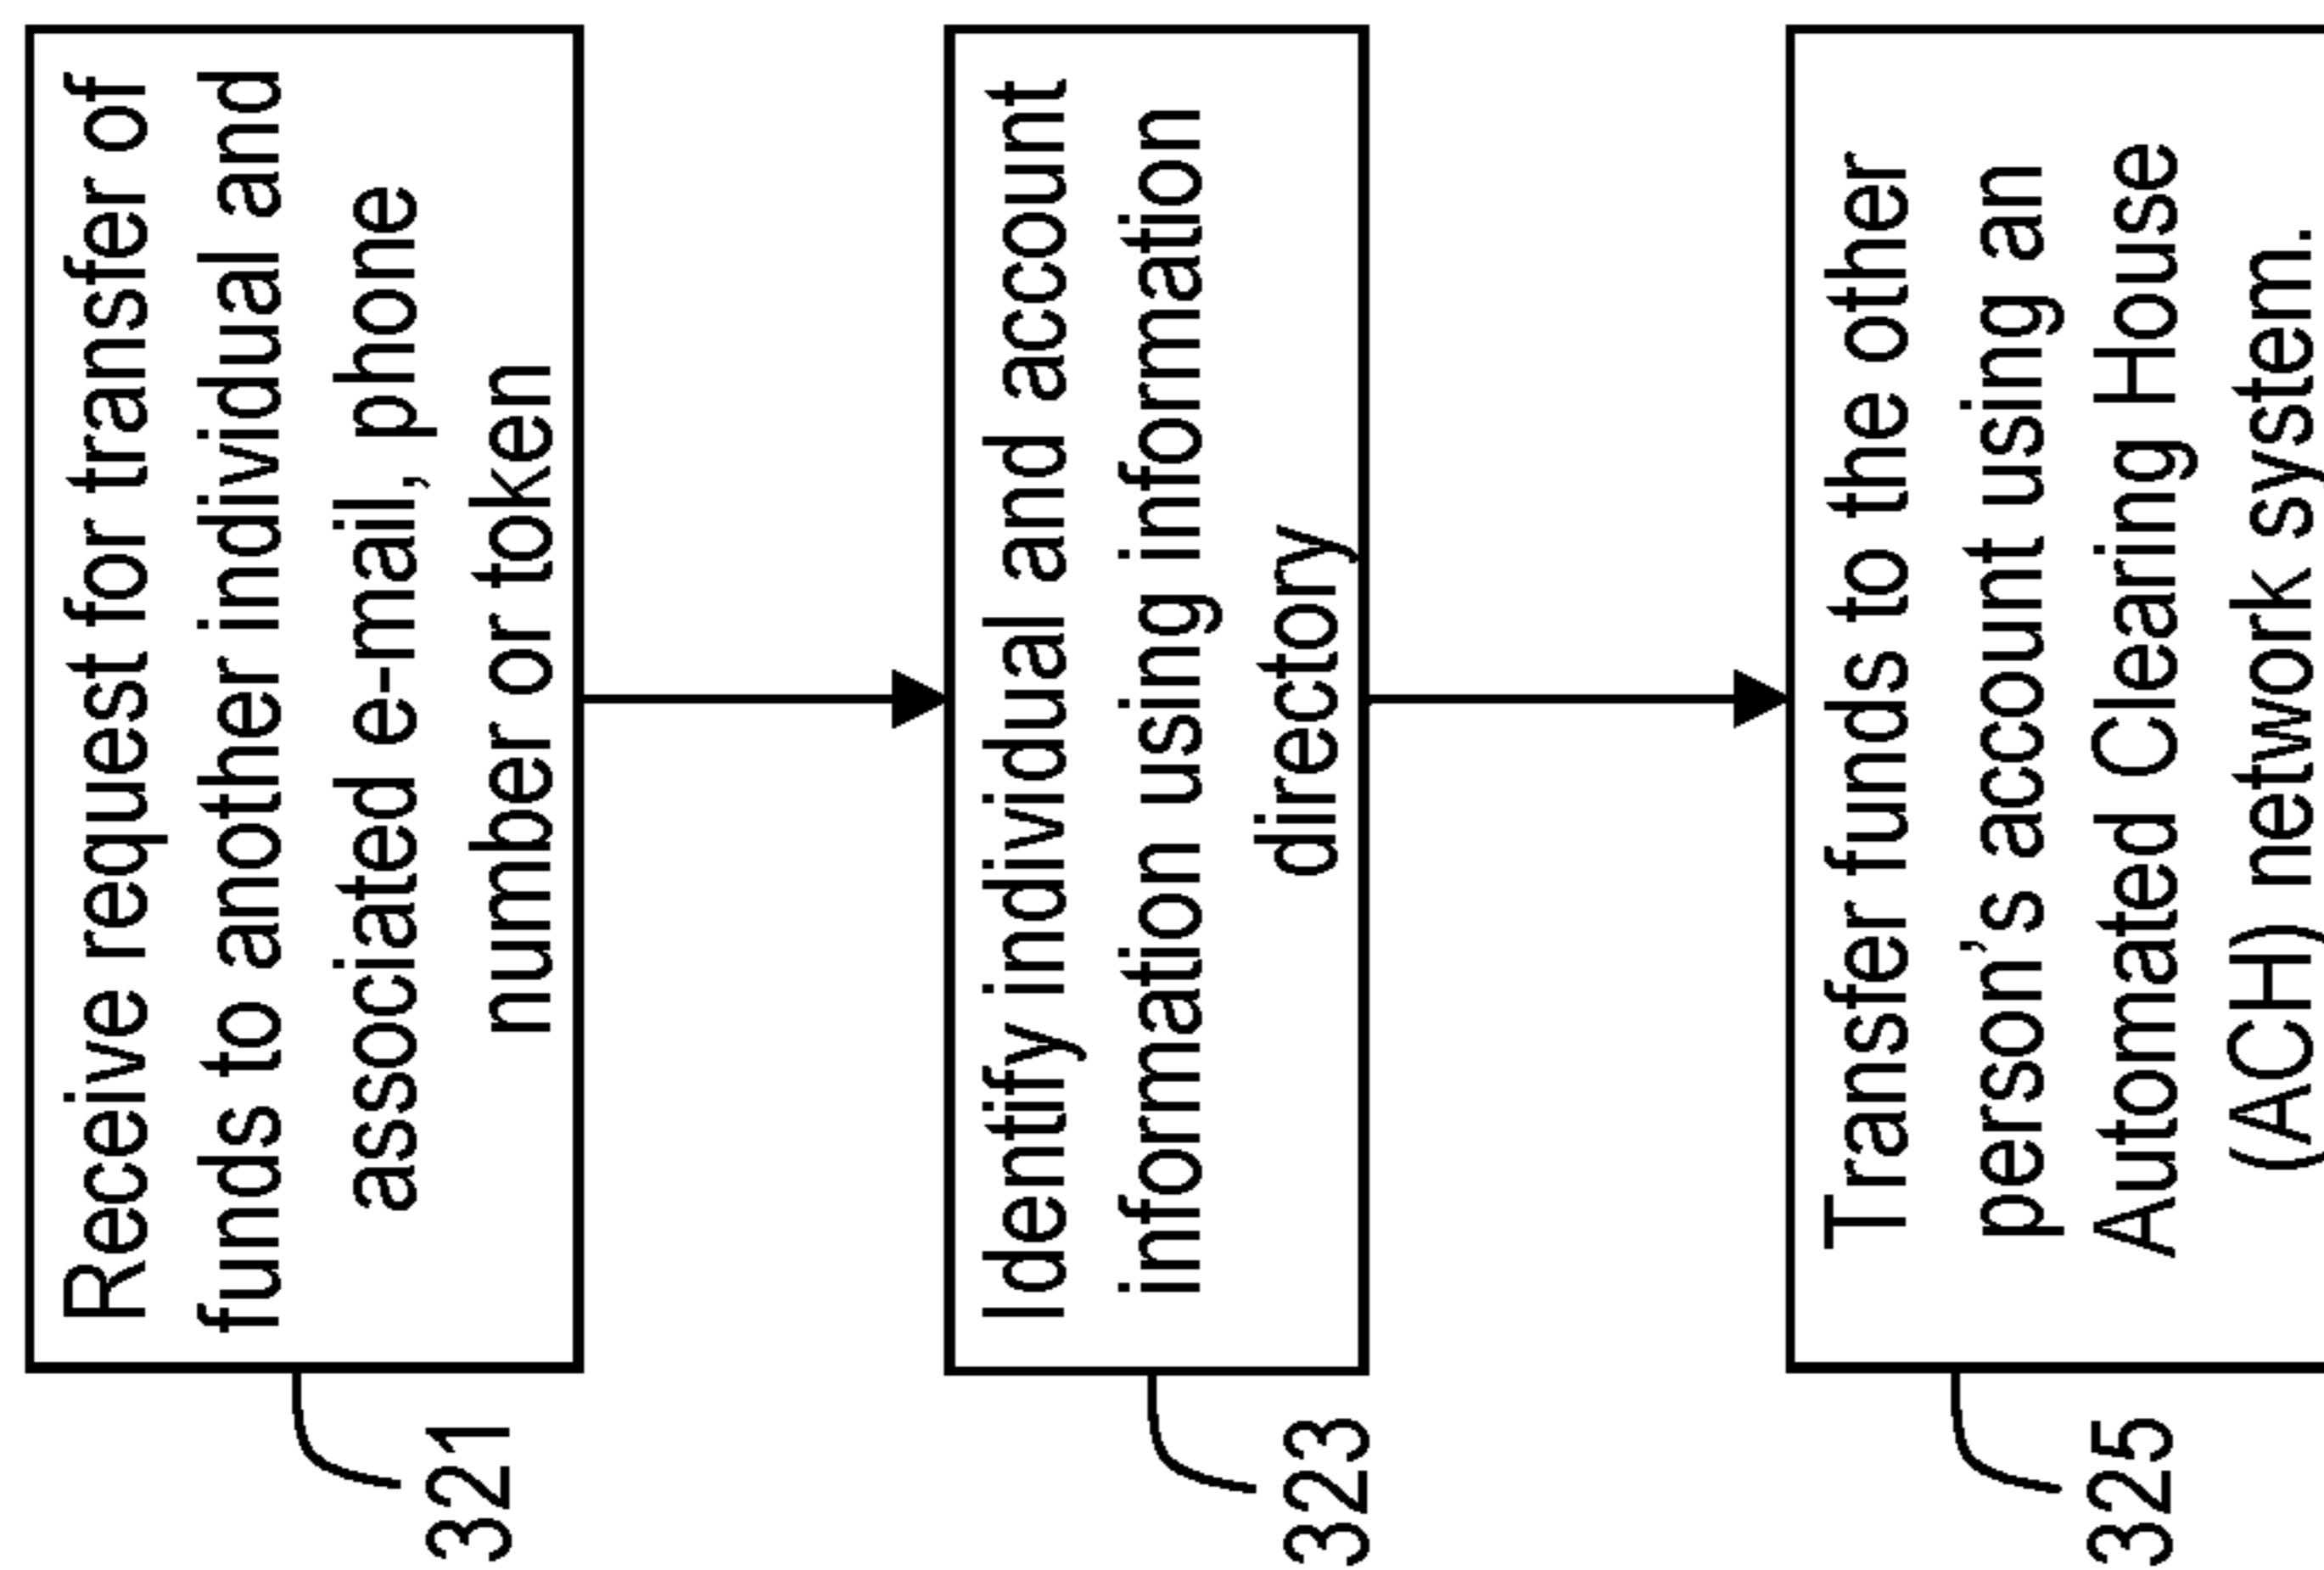 Receive request for transfer of
funds to another individual and
associated e-mail, phone
number or token
321
Identify individual and account
information using information
directory
323
Transfer funds to the other
person's account using an
Automated Clearing House
(ACH) network system.
325